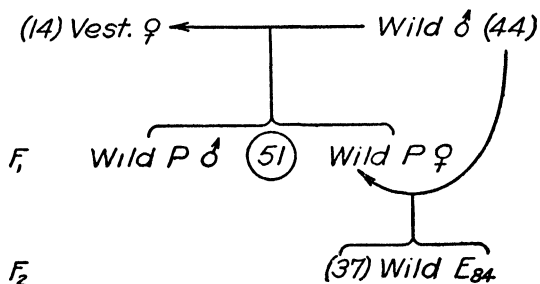 (14) Vest. ♀ Wild ♂ (44)
F₁ Wild P ♂ 51 Wild P ♀
F₂ (37) Wild E₈₄